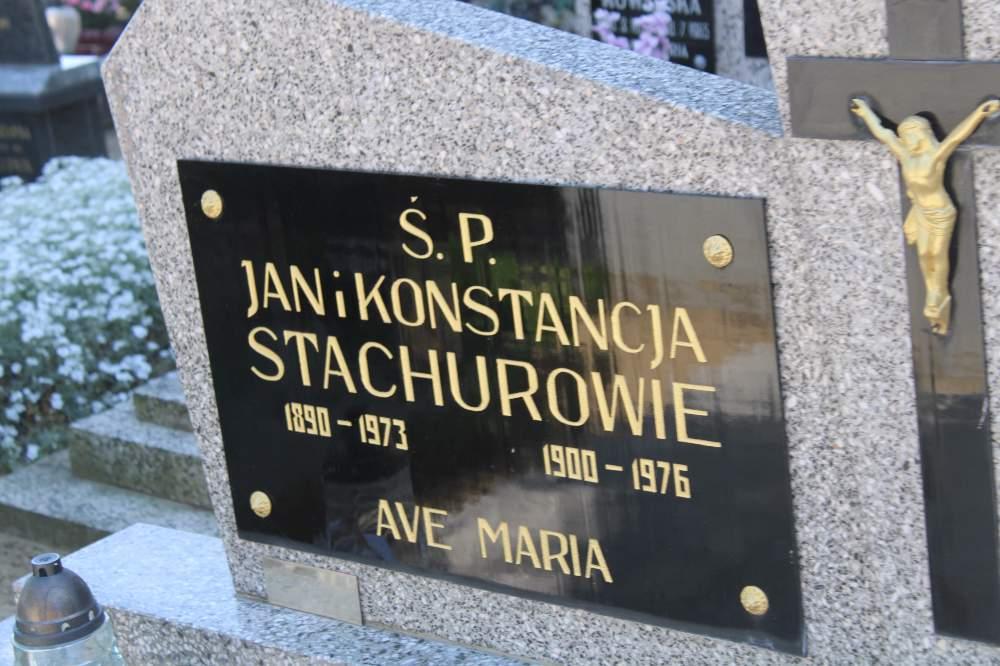 Ś. P.
JAN i KONSTANCJA
STACHUROWIE
1890 – 1973
1900 – 1976
AVE MARIA